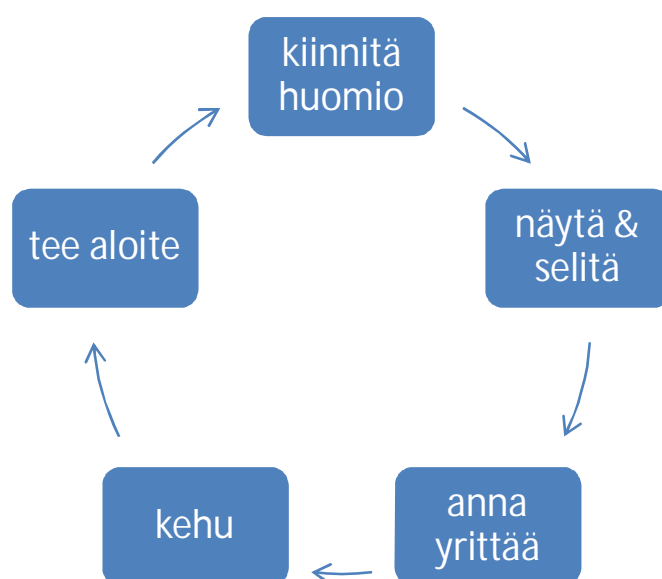 kiinnitä
huomio
näytä &
selitä
anna
yrittää
kehu
tee aloite